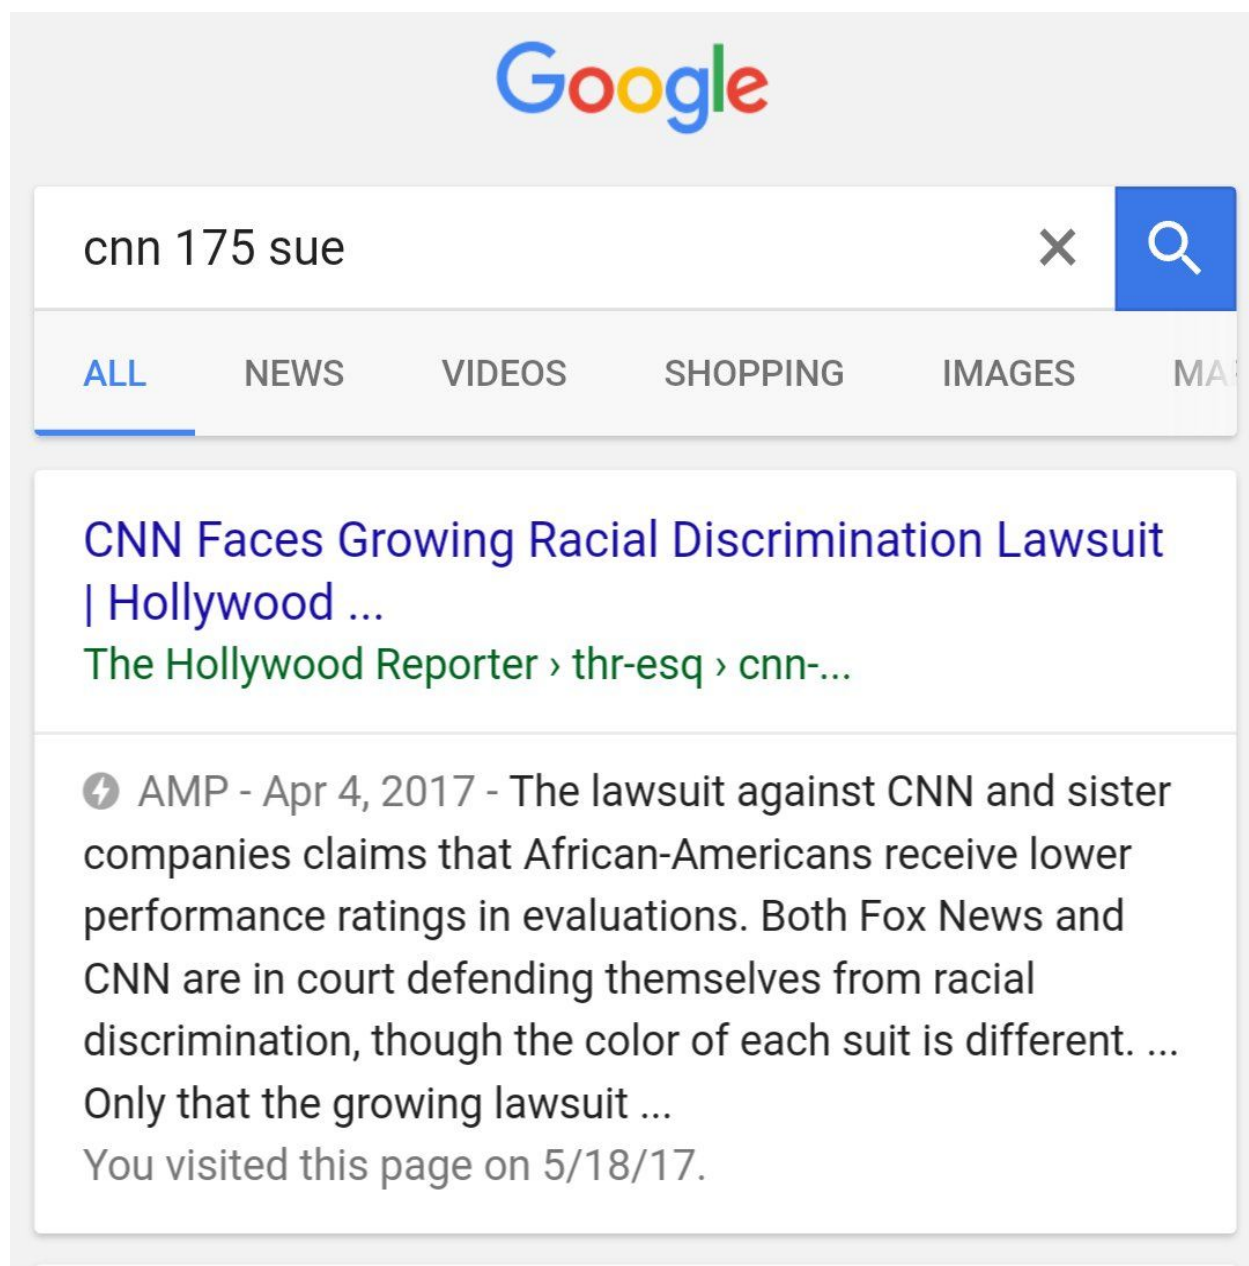 Google
cnn 175 sue
ALL NEWS VIDEOS SHOPPING IMAGES MA
CNN Faces Growing Racial Discrimination Lawsuit
| Hollywood ...
The Hollywood Reporter › thr-esq › cnn-...
AMP - Apr 4, 2017 - The lawsuit against CNN and sister
companies claims that African-Americans receive lower
performance ratings in evaluations. Both Fox News and
CNN are in court defending themselves from racial
discrimination, though the color of each suit is different. ...
Only that the growing lawsuit ...
You visited this page on 5/18/17.